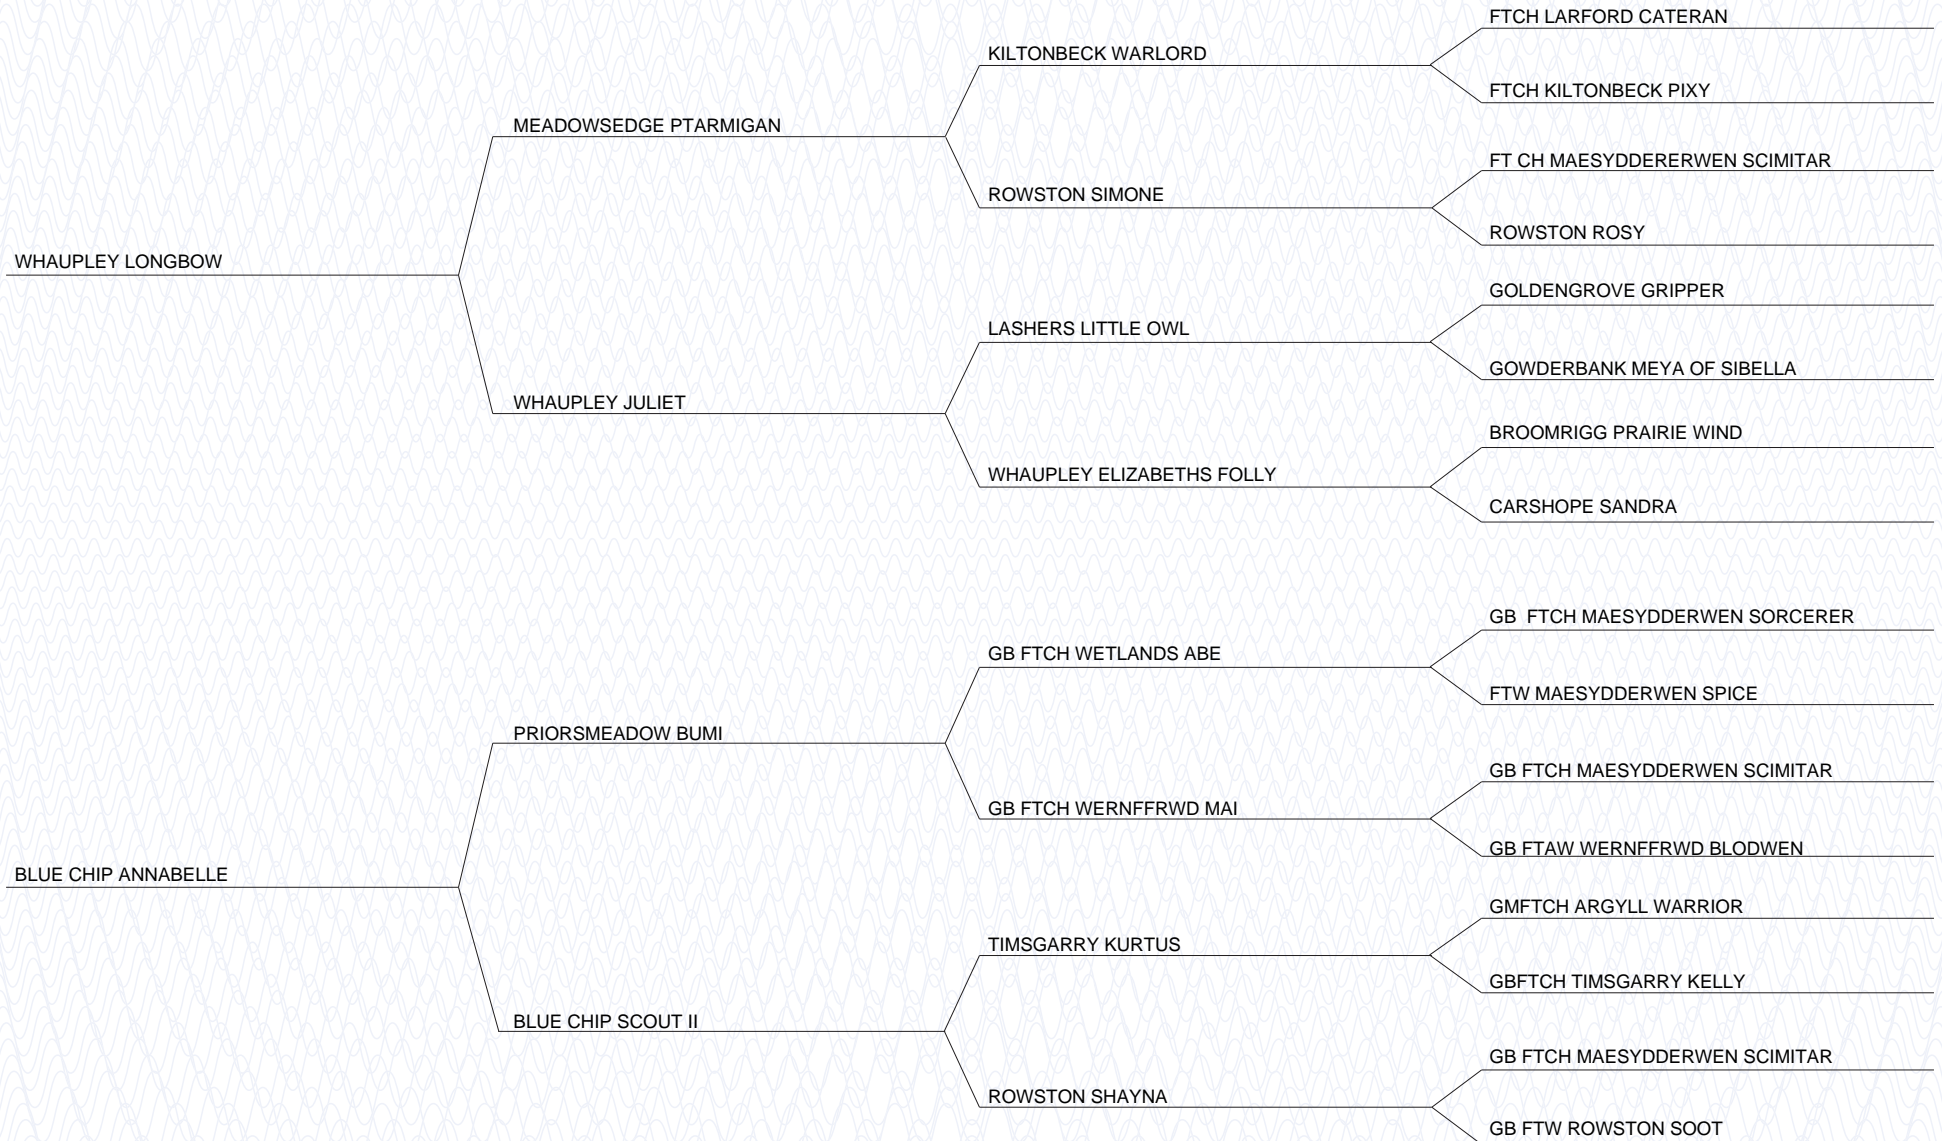 FTCH LARFORD CATERAN
KILTONBECK WARLORD
FTCH KILTONBECK PIXY
MEADOWSEDGE PTARMIGAN
FT CH MAESYDDERERWEN SCIMITAR
ROWSTON SIMONE
ROWSTON ROSY
WHAUPLEY LONGBOW
GOLDENGROVE GRIPPER
LASHERS LITTLE OWL
GOWDERBANK MEYA OF SIBELLA
WHAUPLEY JULIET
BROOMRIGG PRAIRIE WIND
WHAUPLEY ELIZABETHS FOLLY
CARSHOPE SANDRA
GB  FTCH MAESYDDERWEN SORCERER
GB FTCH WETLANDS ABE
FTW MAESYDDERWEN SPICE
PRIORSMEADOW BUMI
GB FTCH MAESYDDERWEN SCIMITAR
GB FTCH WERNFFRWD MAI
GB FTAW WERNFFRWD BLODWEN
BLUE CHIP ANNABELLE
GMFTCH ARGYLL WARRIOR
TIMSGARRY KURTUS
GBFTCH TIMSGARRY KELLY
BLUE CHIP SCOUT II
GB FTCH MAESYDDERWEN SCIMITAR
ROWSTON SHAYNA
GB FTW ROWSTON SOOT